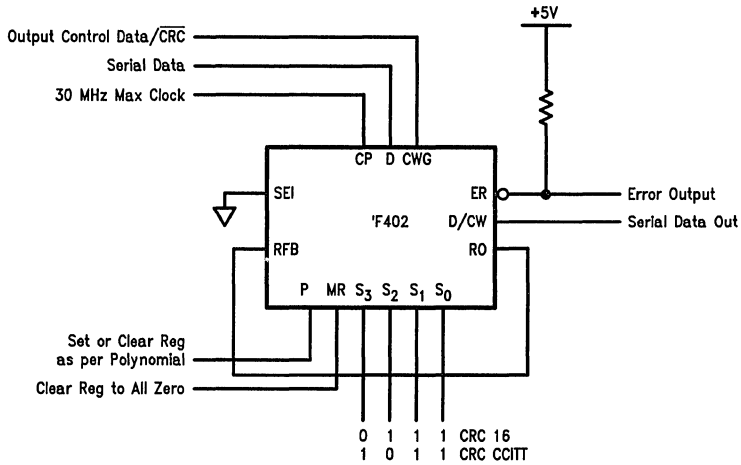 +5V
Output Control Data/C̅R̅C̅
Serial Data
30 MHz Max Clock
CP D CWG
SEI
ER
Error Output
'F402
D/CW
Serial Data Out
RFB
RO
P MR S3 S2 S1 S0
Set or Clear Reg
as per Polynomial
Clear Reg to All Zero
0 1 1 1 CRC 16
1 0 1 1 CRC CCITT